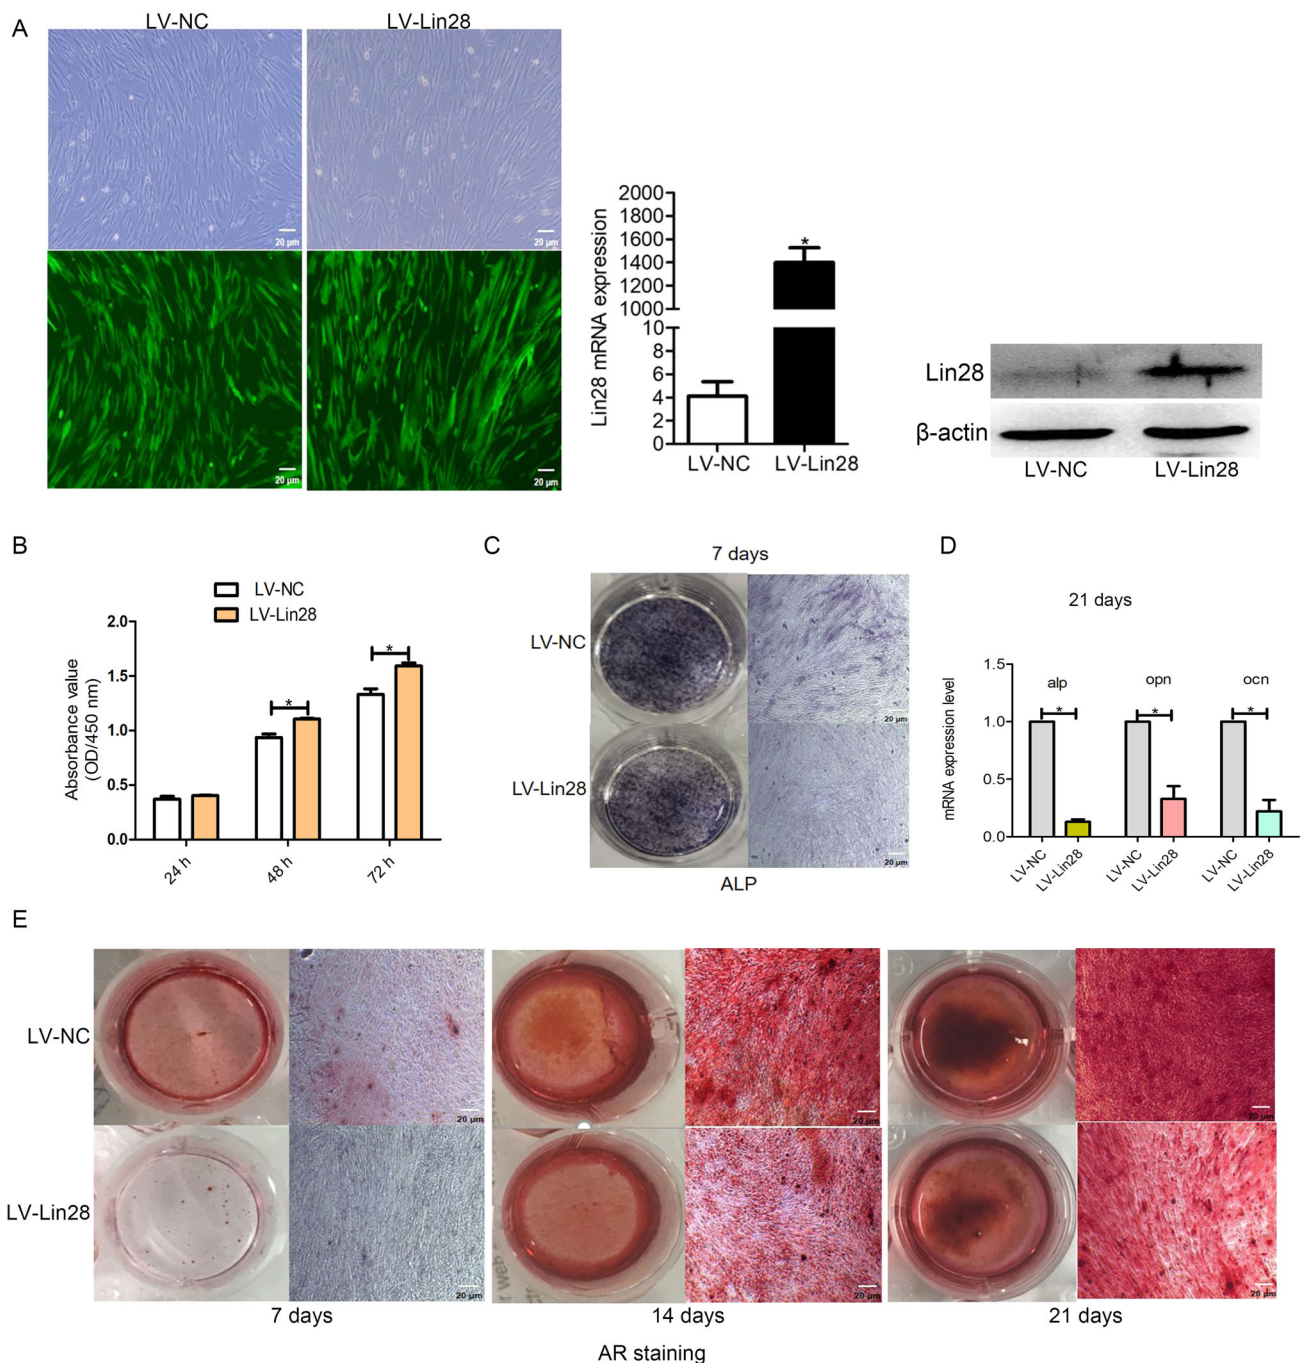 A
LV-NC
LV-Lin28
20 µm
20 µm
20 µm
20 µm
Lin28 mRNA expression
2000
1800
1600
1400
1200
1000
10
8
6
4
2
0
*
LV-NC
LV-Lin28
Lin28
β-actin
LV-NC
LV-Lin28
B
LV-NC
LV-Lin28
Absorbance value
(OD/450 nm)
2.0
1.5
1.0
0.5
0.0
*
*
24 h
48 h
72 h
C
7 days
LV-NC
LV-Lin28
20 µm
20 µm
ALP
D
21 days
mRNA expression level
1.5
1.0
0.5
0.0
alp
opn
ocn
*
*
*
LV-NC
LV-Lin28
LV-NC
LV-Lin28
LV-NC
LV-Lin28
E
LV-NC
20 µm
20 µm
20 µm
LV-Lin28
20 µm
20 µm
20 µm
7 days
14 days
21 days
AR staining